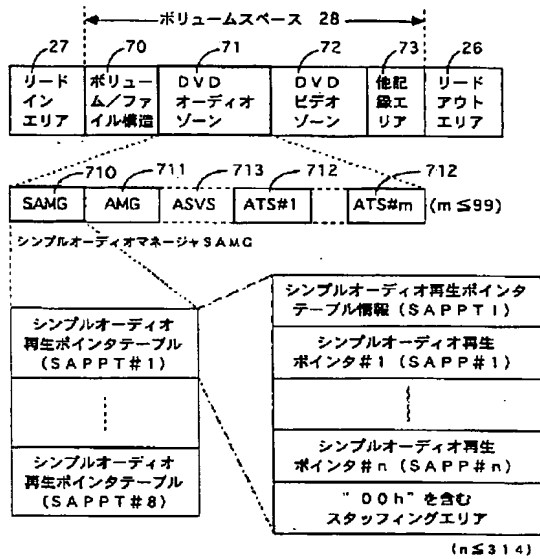 ボリュームスペース 28
27 70 71 72 73 26
リード
イン
エリア
ボリュー
ム/ファ
イル構造
DVD
オーディオ
ゾーン
DVD
ビデオ
ゾーン
他記
録エ
リア
リード
アウト
エリア
710 711 713 712 712
SAMG AMG ASVS ATS#1 ATS#m (m≦99)
シンプルオーディオマネージャSAMG
シンプルオーディオ
再生ポインタテーブル
(SAPPT#1)
シンプルオーディオ
再生ポインタテーブル
(SAPPT#8)
シンプルオーディオ再生ポインタ
テーブル情報(SAPPTI)
シンプルオーディオ再生
ポインタ#1(SAPP#1)
シンプルオーディオ再生
ポインタ#n(SAPP#n)
"00h"を含む
スタッフィングエリア
(n≦314)